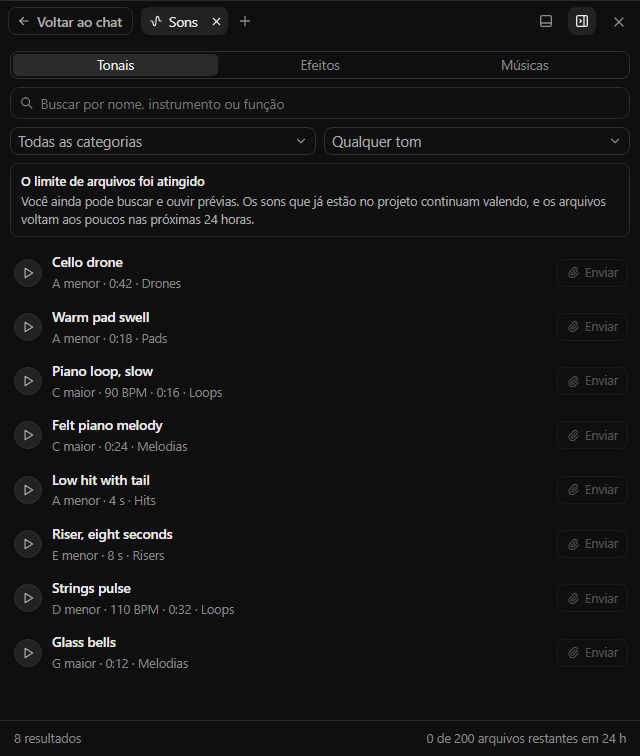 Voltar ao chat
Sons
Tonais
Efeitos
Músicas
Buscar por nome, instrumento ou função
Todas as categorias
Qualquer tom
O limite de arquivos foi atingido
Você ainda pode buscar e ouvir prévias. Os sons que já estão no projeto continuam valendo, e os arquivos
voltam aos poucos nas próximas 24 horas.
Cello drone
A menor · 0:42 · Drones
Enviar
Warm pad swell
A menor · 0:18 · Pads
Enviar
Piano loop, slow
C maior · 90 BPM · 0:16 · Loops
Enviar
Felt piano melody
C maior · 0:24 · Melodias
Enviar
Low hit with tail
A menor · 4 s · Hits
Enviar
Riser, eight seconds
E menor · 8 s · Risers
Enviar
Strings pulse
D menor · 110 BPM · 0:32 · Loops
Enviar
Glass bells
G maior · 0:12 · Melodias
Enviar
8 resultados
0 de 200 arquivos restantes em 24 h